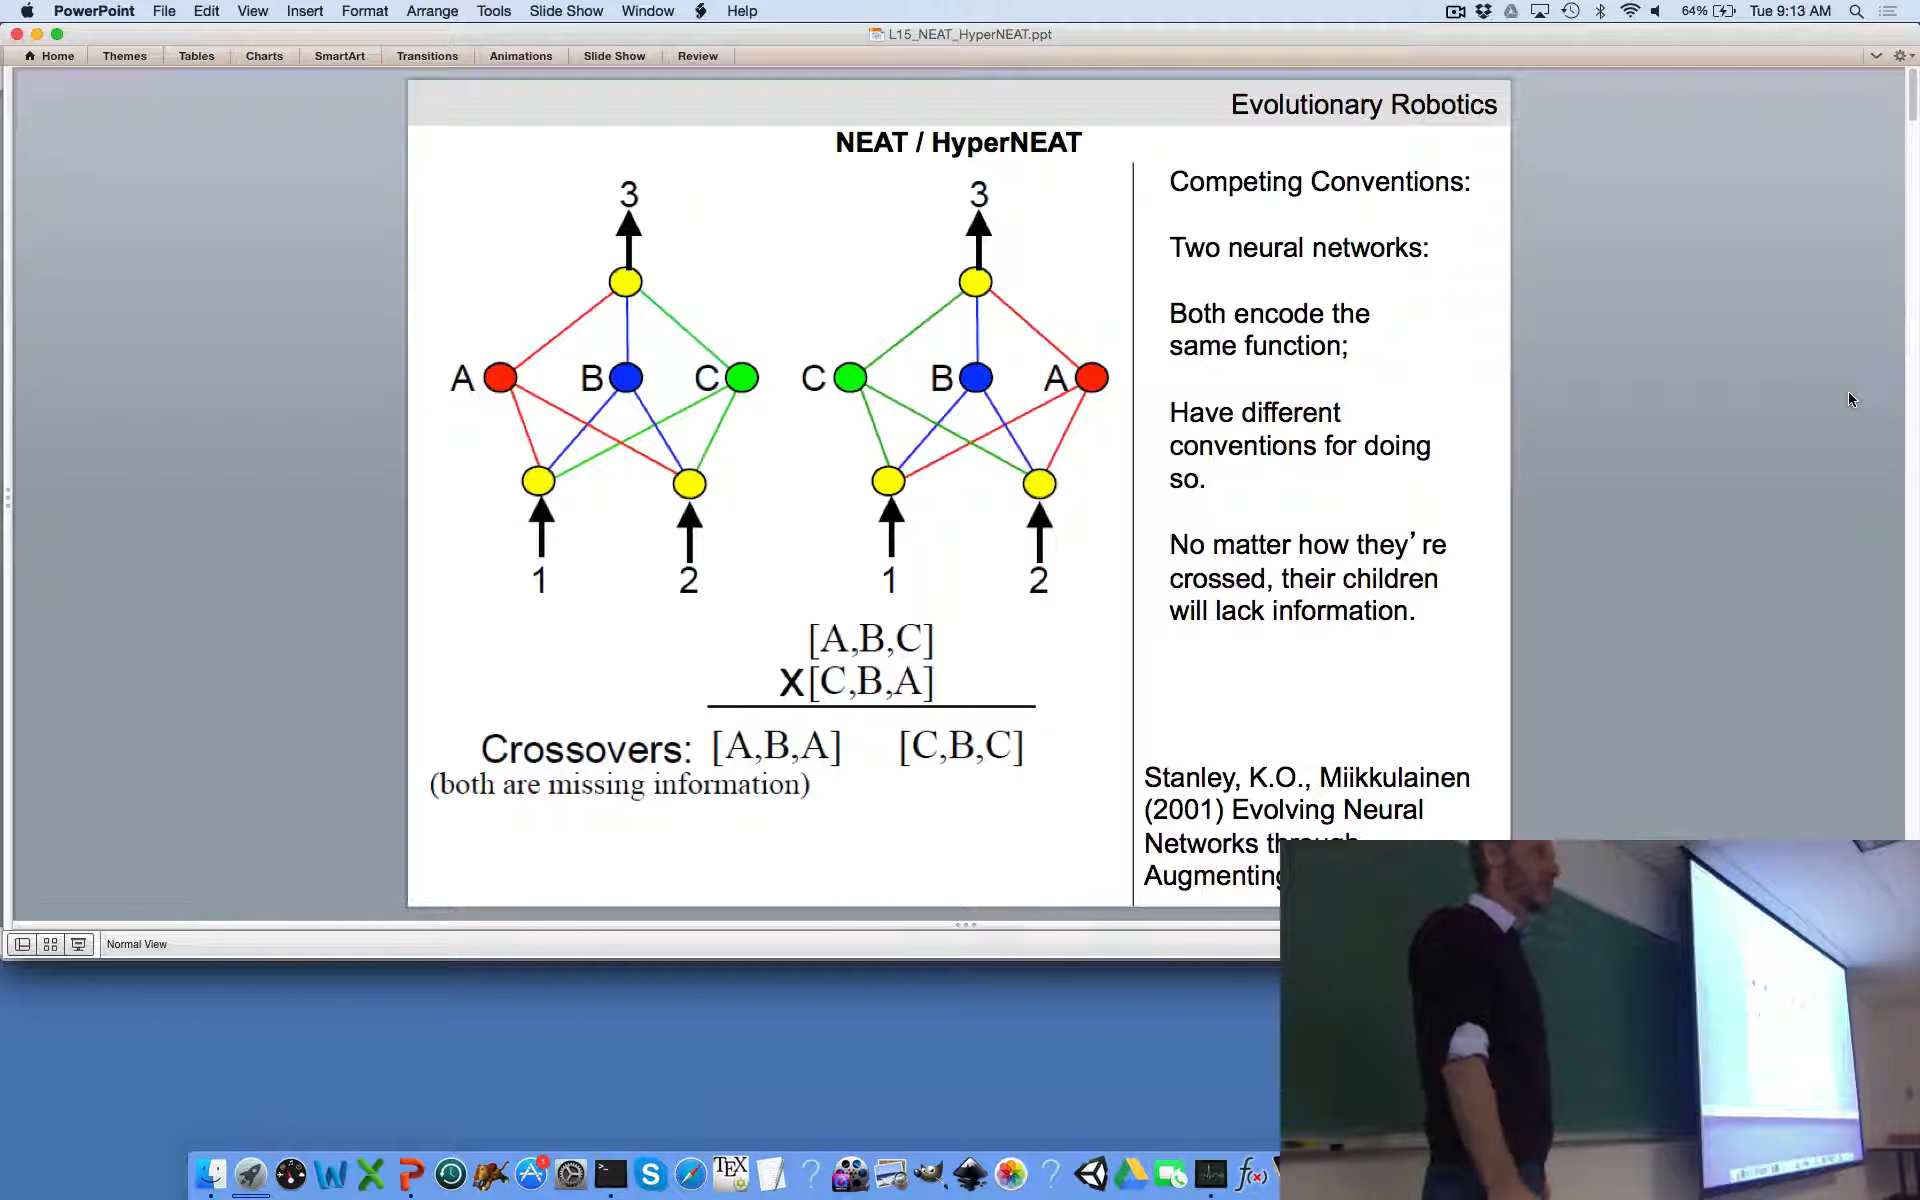 PowerPoint File Edit View Insert Format Arrange Tools Slide Show Window Help 64% Tue 9:13 AM
L15_NEAT_HyperNEAT.ppt
Home Themes Tables Charts SmartArt Transitions Animations Slide Show Review
Evolutionary Robotics
NEAT / HyperNEAT
3 3
A B C C B A
1 2 1 2
[A,B,C]
X[C,B,A]
Crossovers: [A,B,A] [C,B,C]
(both are missing information)
Competing Conventions:
Two neural networks:
Both encode the
same function;
Have different
conventions for doing
so.
No matter how they’re
crossed, their children
will lack information.
Stanley, K.O., Miikkulainen
(2001) Evolving Neural
Networks through
Augmenting
Normal View
W X P S TEX ? ? f(x)